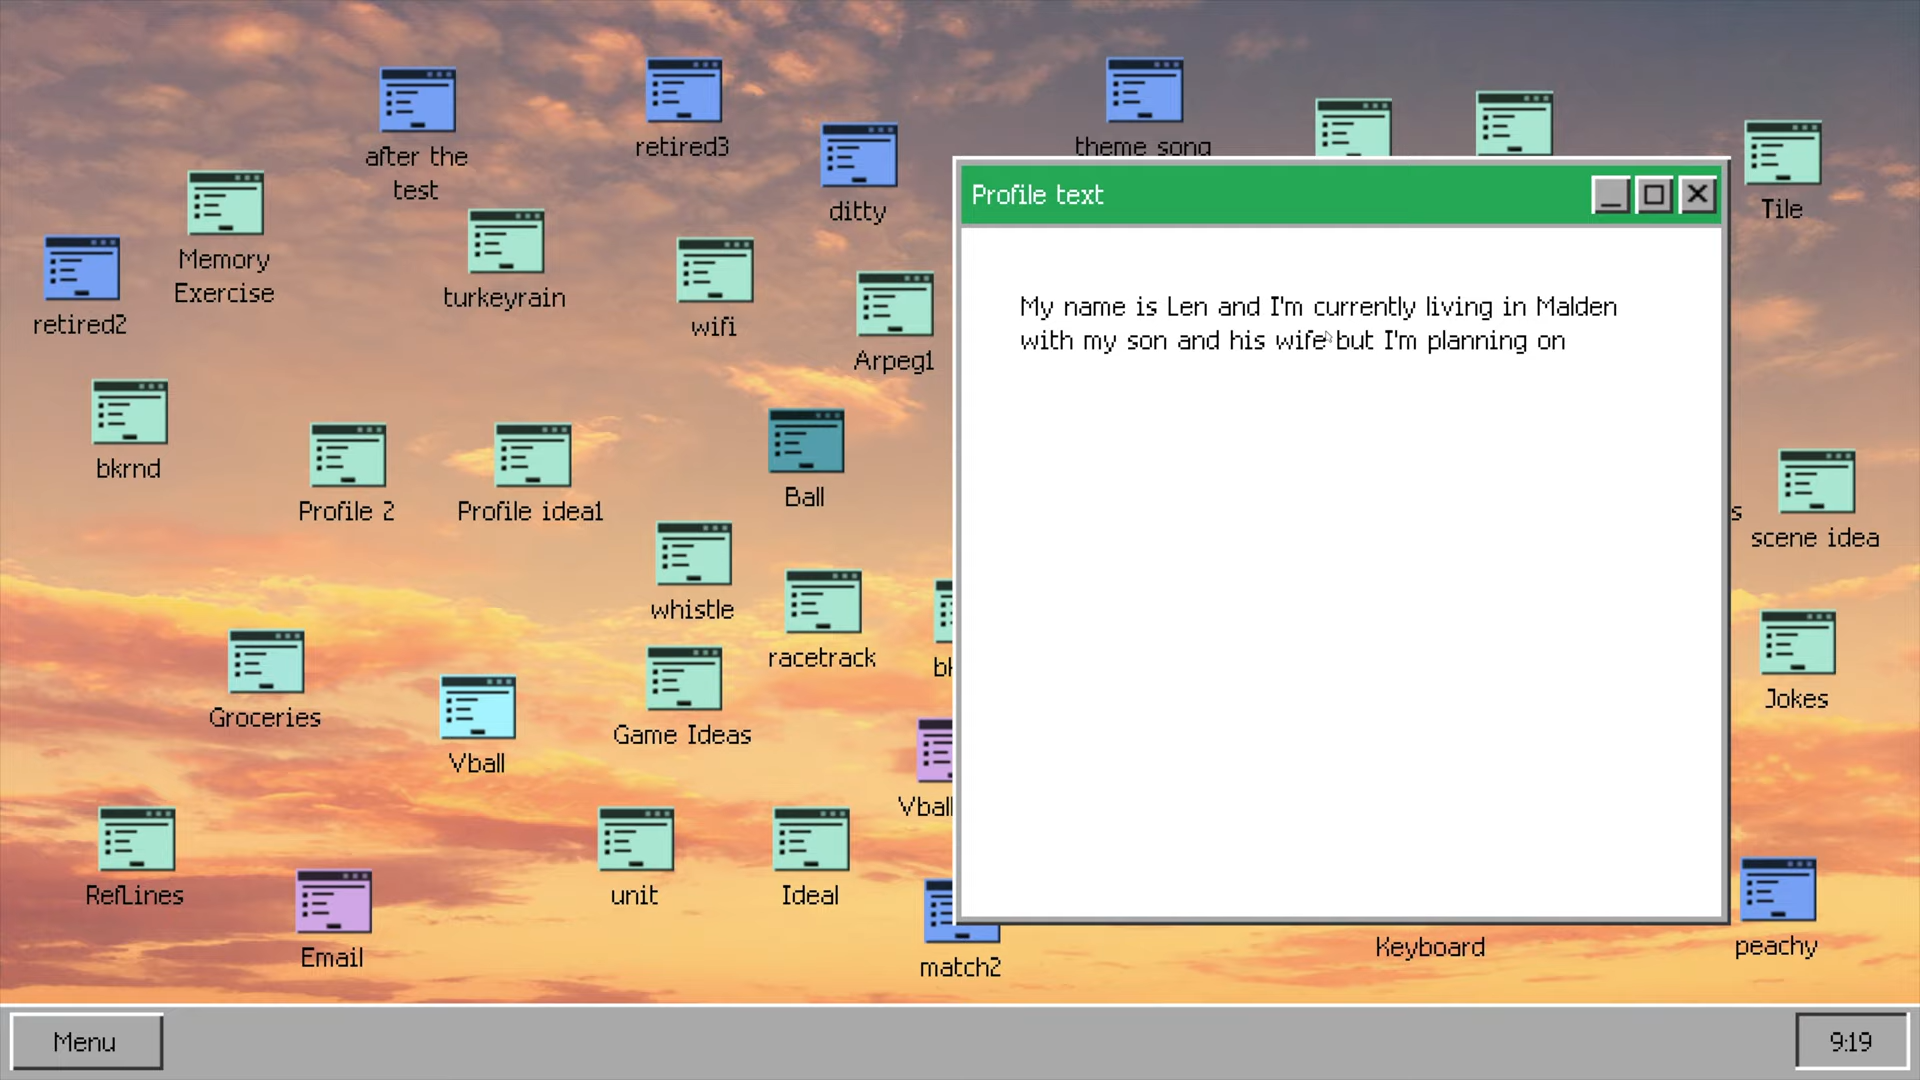 retired3
theme song
after the
test
ditty
Tile
Profile text
Memory
Exercise
turkeyrain
retired2
wifi
Arpeg1
My name is Len and I'm currently living in Malden
with my son and his wife but I'm planning on
bkrnd
Profile 2
Profile idea1
Ball
s
scene idea
whistle
racetrack
Groceries
Game Ideas
Vball
Jokes
Vball
RefLines
unit
Ideal
Email
match2
Keyboard
peachy
Menu
9:19